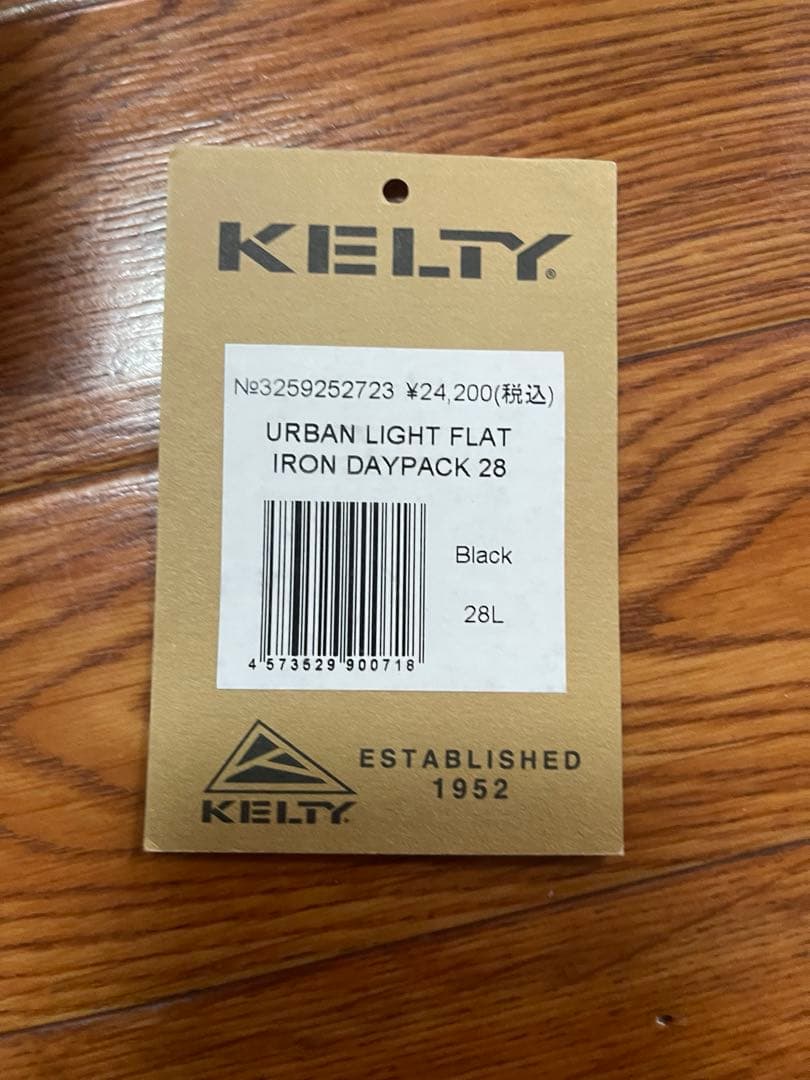 KELTY®
№3259252723 ¥24,200(税込)
URBAN LIGHT FLAT
IRON DAYPACK 28
Black
28L
4 573529 900718
KELTY
ESTABLISHED
1952